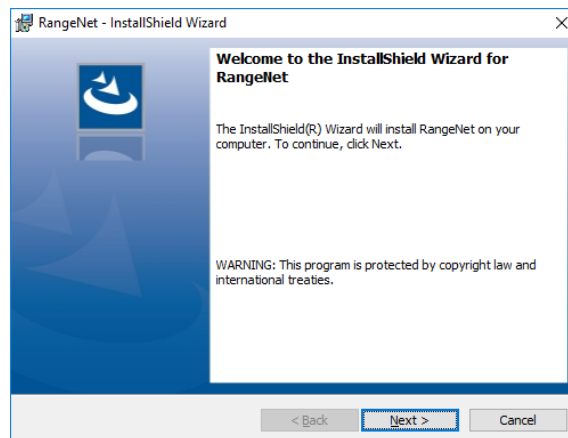 RangeNet - InstallShield Wizard
Welcome to the InstallShield Wizard for
RangeNet
The InstallShield(R) Wizard will install RangeNet on your
computer. To continue, click Next.
WARNING: This program is protected by copyright law and
international treaties.
< Back Next > Cancel